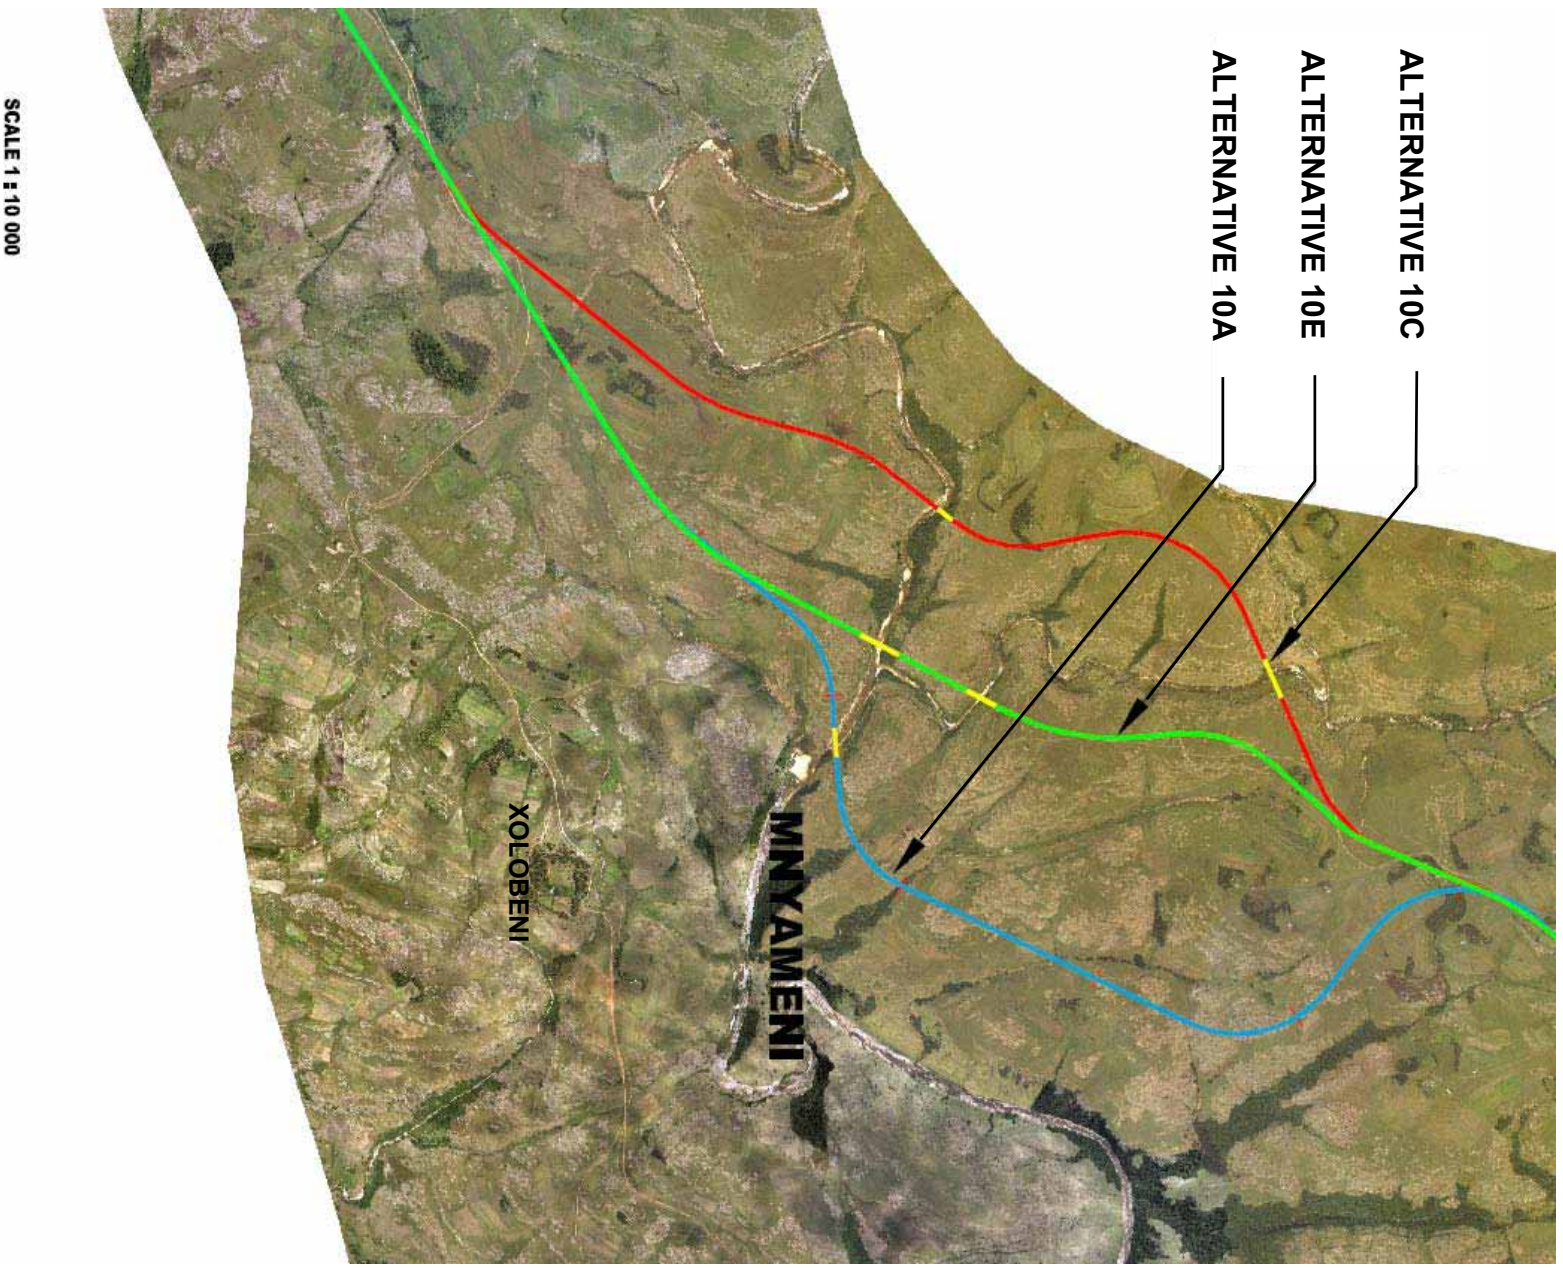 ALTERNATIVE 10C
ALTERNATIVE 10E
ALTERNATIVE 10A
MNYAMENI
XOLOBENI
SCALE 1 : 10 000